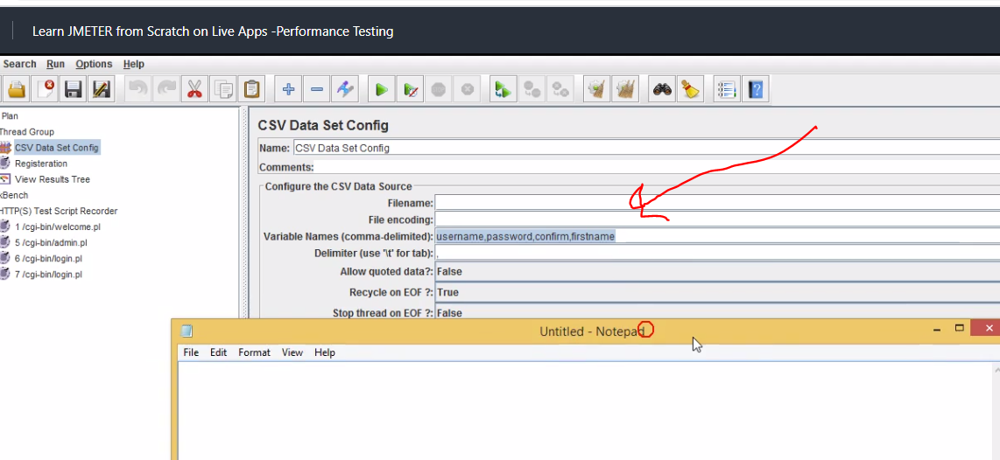 Learn JMETER from Scratch on Live Apps -Performance Testing
Search Run Options Help
Plan
Thread Group
CSV Data Set Config
Registeration
View Results Tree
kBench
HTTP(S) Test Script Recorder
1 /cgi-bin/welcome.pl
5 /cgi-bin/admin.pl
6 /cgi-bin/login.pl
7 /cgi-bin/login.pl
CSV Data Set Config
Name: CSV Data Set Config
Comments:
Configure the CSV Data Source
Filename:
File encoding:
Variable Names (comma-delimited): username,password,confirm,firstname
Delimiter (use '\t' for tab): ,
Allow quoted data?: False
Recycle on EOF ?: True
Stop thread on EOF ?: False
Untitled - Notepad
File Edit Format View Help